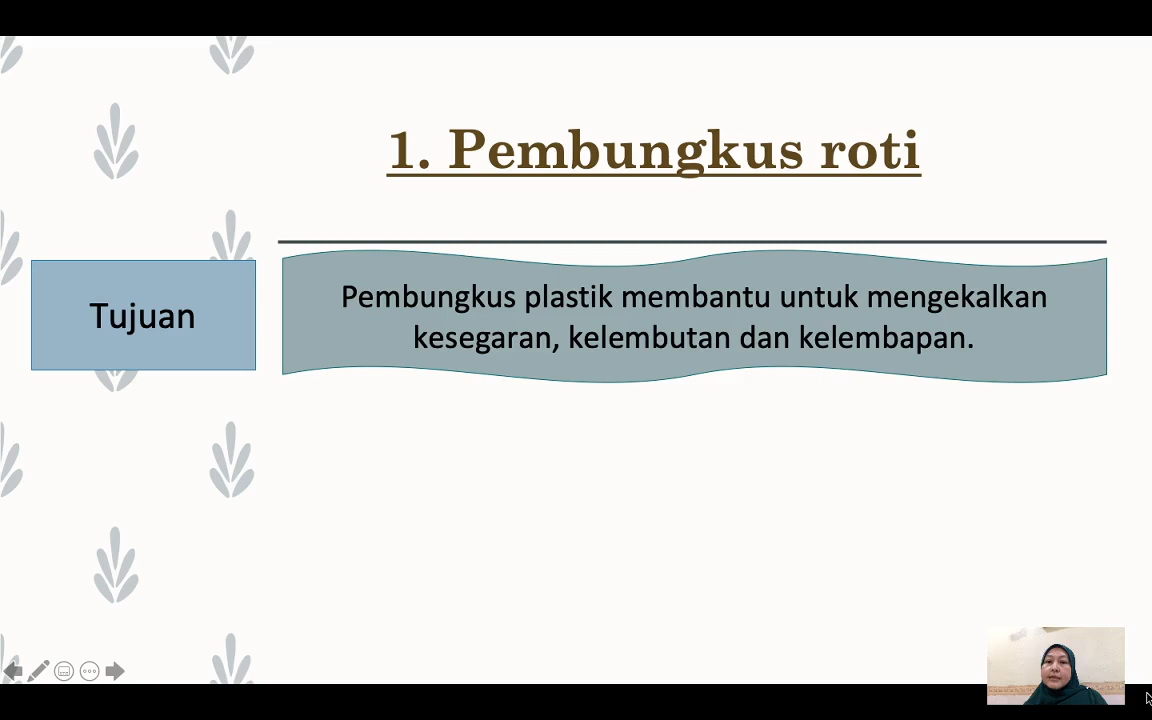 1. Pembungkus roti
Tujuan
Pembungkus plastik membantu untuk mengekalkan
kesegaran, kelembutan dan kelembapan.